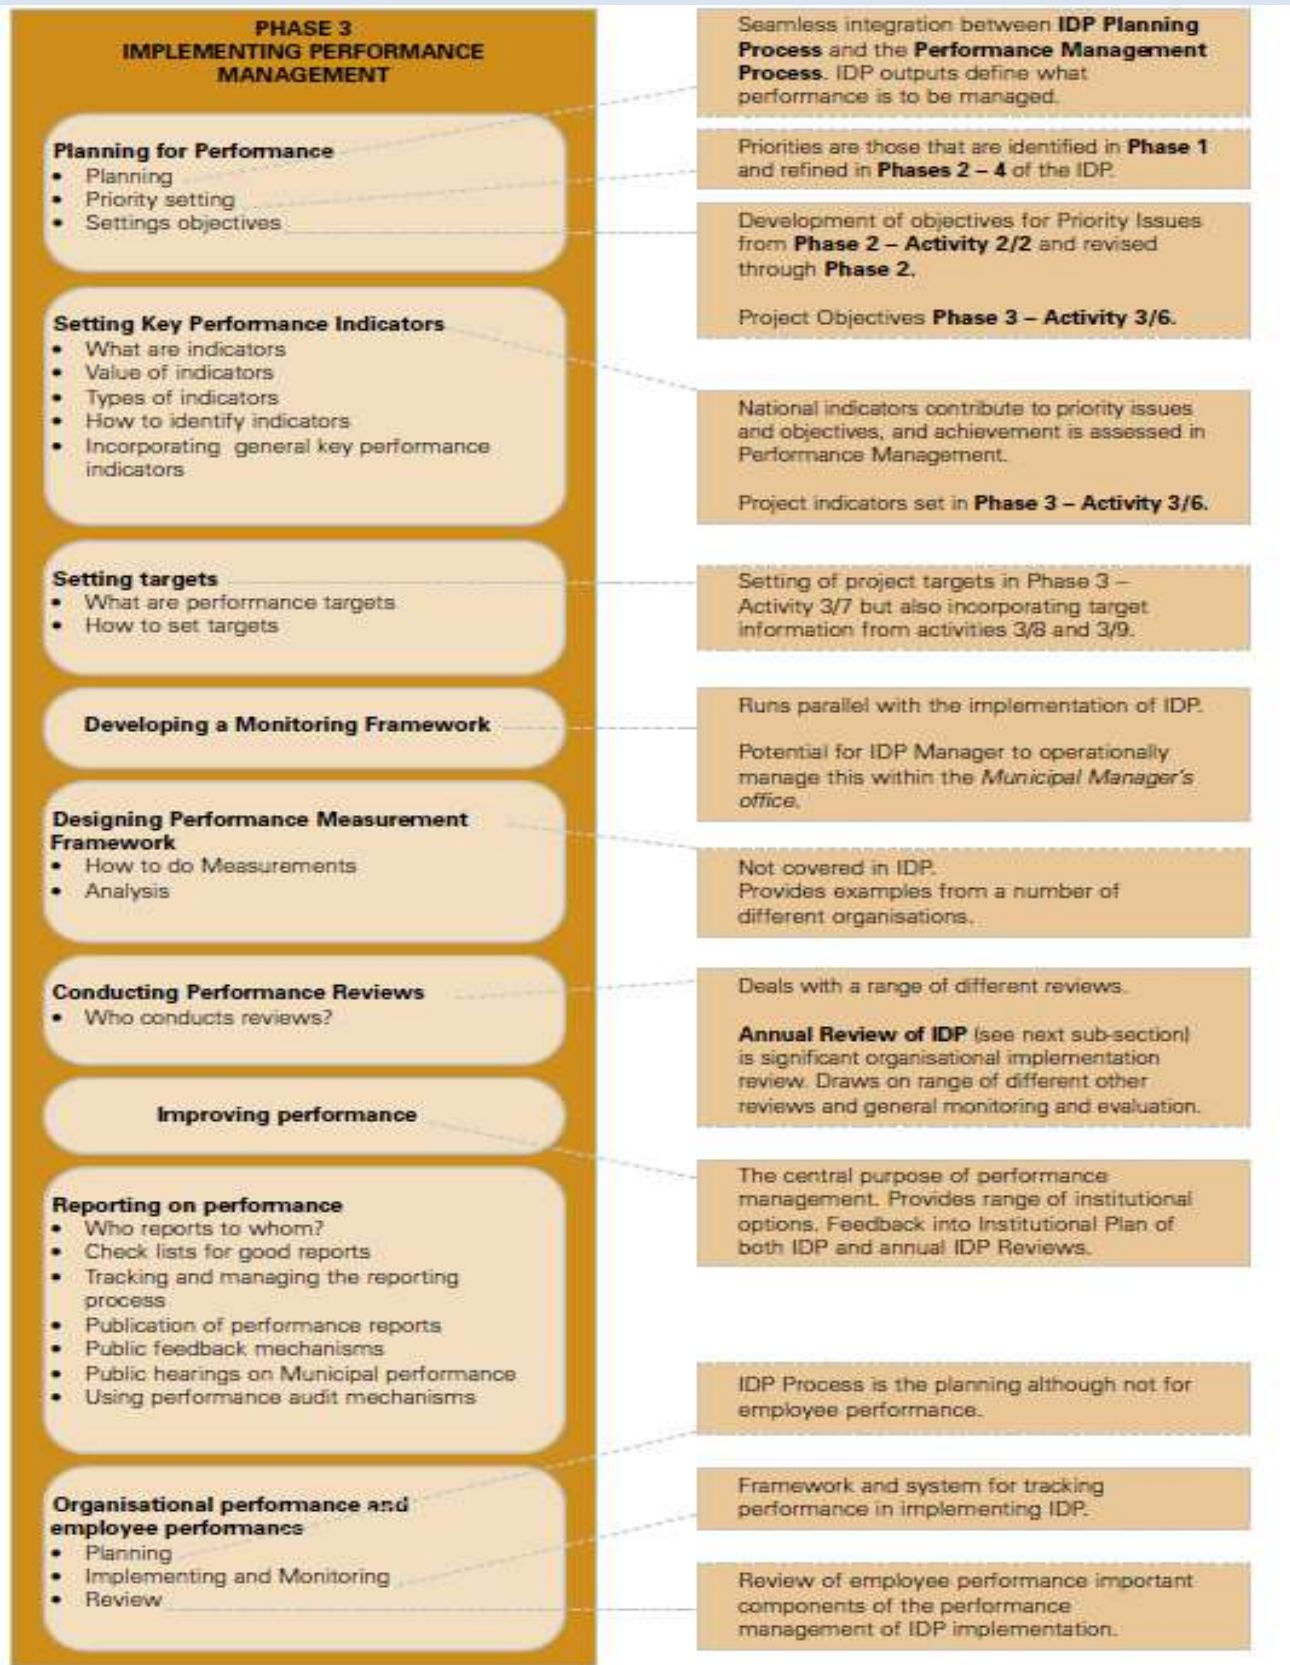 PHASE 3
IMPLEMENTING PERFORMANCE
MANAGEMENT
Planning for Performance
• Planning
• Priority setting
• Settings objectives
Setting Key Performance Indicators
• What are indicators
• Value of indicators
• Types of indicators
• How to identify indicators
• Incorporating general key performance
indicators
Setting targets
• What are performance targets
• How to set targets
Developing a Monitoring Framework
Designing Performance Measurement
Framework
• How to do Measurements
• Analysis
Conducting Performance Reviews
• Who conducts reviews?
Improving performance
Reporting on performance
• Who reports to whom?
• Check lists for good reports
• Tracking and managing the reporting
process
• Publication of performance reports
• Public feedback mechanisms
• Public hearings on Municipal performance
• Using performance audit mechanisms
Organisational performance and
employee performance
• Planning
• Implementing and Monitoring
• Review
Seamless integration between IDP Planning
Process and the Performance Management
Process. IDP outputs define what
performance is to be managed.
Priorities are those that are identified in Phase 1
and refined in Phases 2 – 4 of the IDP.
Development of objectives for Priority Issues
from Phase 2 – Activity 2/2 and revised
through Phase 2.
Project Objectives Phase 3 – Activity 3/6.
National indicators contribute to priority issues
and objectives, and achievement is assessed in
Performance Management.
Project indicators set in Phase 3 – Activity 3/6.
Setting of project targets in Phase 3 –
Activity 3/7 but also incorporating target
information from activities 3/8 and 3/9.
Runs parallel with the implementation of IDP.
Potential for IDP Manager to operationally
manage this within the Municipal Manager's
office.
Not covered in IDP.
Provides examples from a number of
different organisations.
Deals with a range of different reviews.
Annual Review of IDP (see next sub-section)
is significant organisational implementation
review. Draws on range of different other
reviews and general monitoring and evaluation.
The central purpose of performance
management. Provides range of institutional
options. Feedback into Institutional Plan of
both IDP and annual IDP Reviews.
IDP Process is the planning although not for
employee performance.
Framework and system for tracking
performance in implementing IDP.
Review of employee performance important
components of the performance
management of IDP implementation.